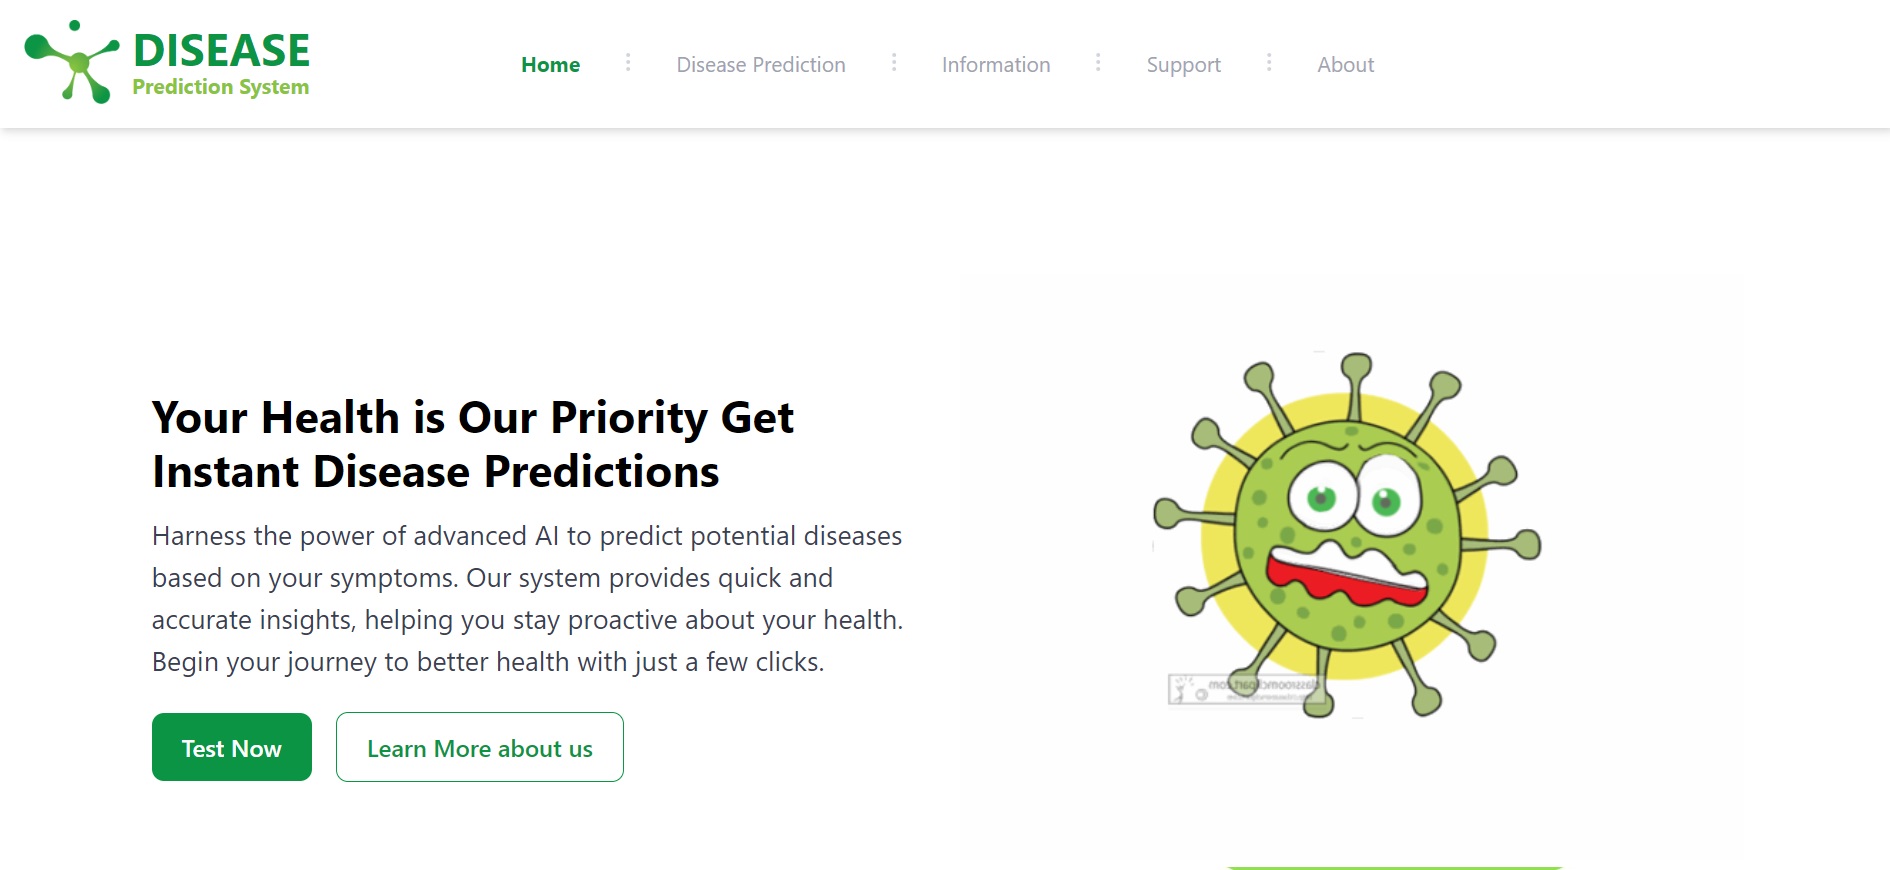 DISEASE
Prediction System
Home
Disease Prediction
Information
Support
About
Your Health is Our Priority Get
Instant Disease Predictions
Harness the power of advanced AI to predict potential diseases
based on your symptoms. Our system provides quick and
accurate insights, helping you stay proactive about your health.
Begin your journey to better health with just a few clicks.
Test Now
Learn More about us
classroomclipart.com